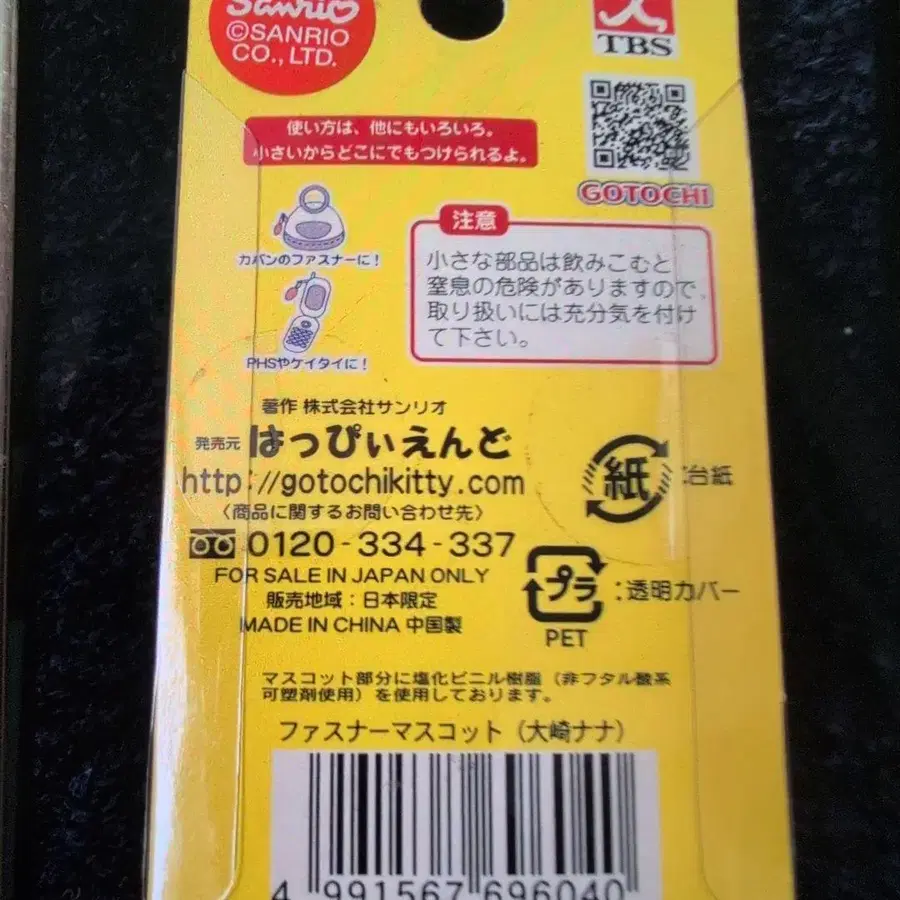 Sanrio
©SANRIO
CO., LTD.
TBS
使い方は、他にもいろいろ。
小さいからどこにでもつけられるよ。
GOTOCHI
カバンのファスナーに!
PHSやケイタイに!
注意
小さな部品は飲みこむと
窒息の危険がありますので、
取り扱いには充分気を付け
て下さい。
著作 株式会社サンリオ
発売元 はっぴぃえんど
http://gotochikitty.com
〈商品に関するお問い合わせ先〉
0120-334-337
FOR SALE IN JAPAN ONLY
販売地域:日本限定
MADE IN CHINA 中国製
紙 :台紙
プラ :透明カバー
PET
マスコット部分に塩化ビニル樹脂(非フタル酸系
可塑剤使用)を使用しております。
ファスナーマスコット(大崎ナナ)
4 991567 696040